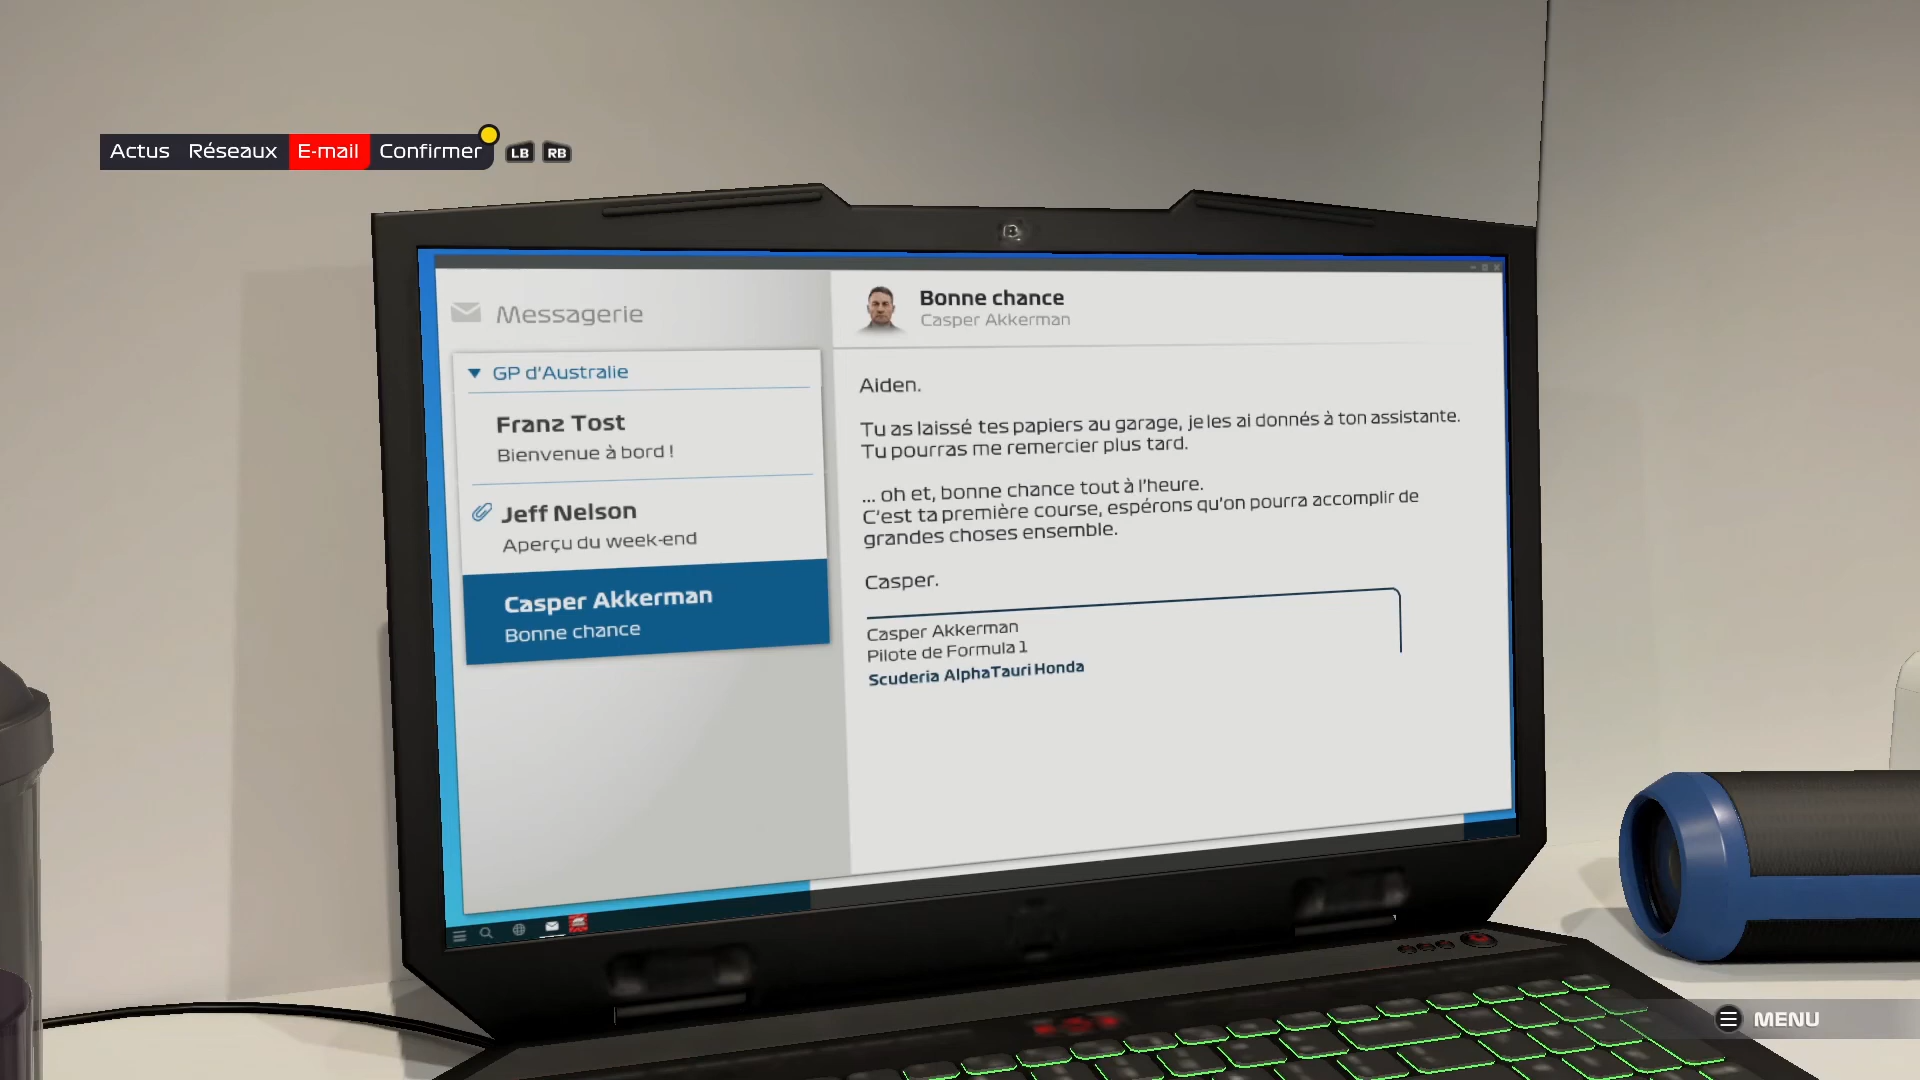 Actus Réseaux E-mail Confirmer LB RB
Messagerie
GP d'Australie
Franz Tost
Bienvenue à bord !
Jeff Nelson
Aperçu du week-end
Casper Akkerman
Bonne chance
Bonne chance
Casper Akkerman
Aiden.
Tu as laissé tes papiers au garage, je les ai donnés à ton assistante.
Tu pourras me remercier plus tard.
... oh et, bonne chance tout à l'heure.
C'est ta première course, espérons qu'on pourra accomplir de
grandes choses ensemble.
Casper.
Casper Akkerman
Pilote de Formula 1
Scuderia AlphaTauri Honda
MENU